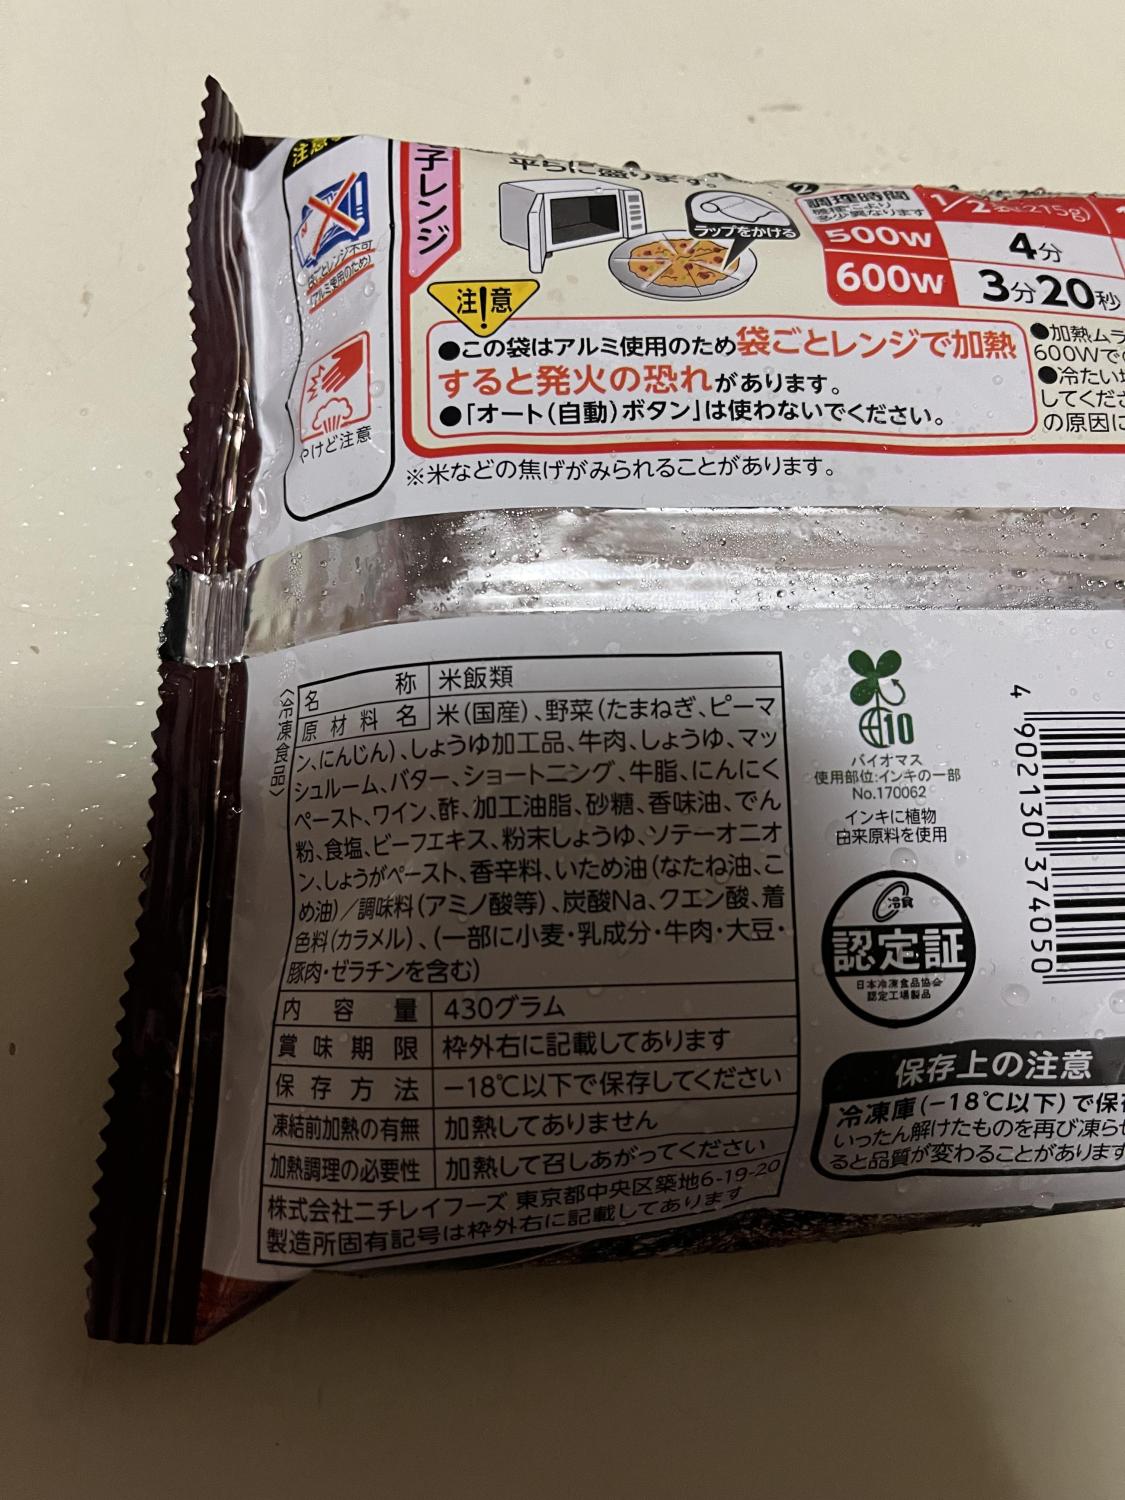 注意
子レンジ
平らに盛ります。
ラップをかける
調理時間
機種により
多少異なります
1/2袋(215g)
500W
4分
600W
3分20秒
袋ごとレンジ不可
(アルミ使用のため)
やけど注意
注!意
●この袋はアルミ使用のため袋ごとレンジで加熱
すると発火の恐れがあります。
●「オート(自動)ボタン」は使わないでください。
●加熱ムラ
600Wで
●冷たい
してくださ
の原因に
※米などの焦げがみられることがあります。
〈冷凍食品〉
名称 米飯類
原材料名 米(国産)、野菜(たまねぎ、ピーマ
ン、にんじん)、しょうゆ加工品、牛肉、しょうゆ、マッ
シュルーム、バター、ショートニング、牛脂、にんにく
ペースト、ワイン、酢、加工油脂、砂糖、香味油、でん
粉、食塩、ビーフエキス、粉末しょうゆ、ソテーオニオ
ン、しょうがペースト、香辛料、いため油(なたね油、こ
め油)／調味料(アミノ酸等)、炭酸Na、クエン酸、着
色料(カラメル)、(一部に小麦・乳成分・牛肉・大豆・
豚肉・ゼラチンを含む)
内容量 430グラム
賞味期限 枠外右に記載してあります
保存方法 −18℃以下で保存してください
凍結前加熱の有無 加熱してありません
加熱調理の必要性 加熱して召しあがってください
株式会社ニチレイフーズ 東京都中央区築地6-19-20
製造所固有記号は枠外右に記載してあります
10
バイオマス
使用部位:インキの一部
No.170062
インキに植物
由来原料を使用
冷食
認定証
日本冷凍食品協会
認定工場製品
4 902130 374050
保存上の注意
冷凍庫(−18℃以下)で保存
いったん解けたものを再び凍らせ
ると品質が変わることがあります